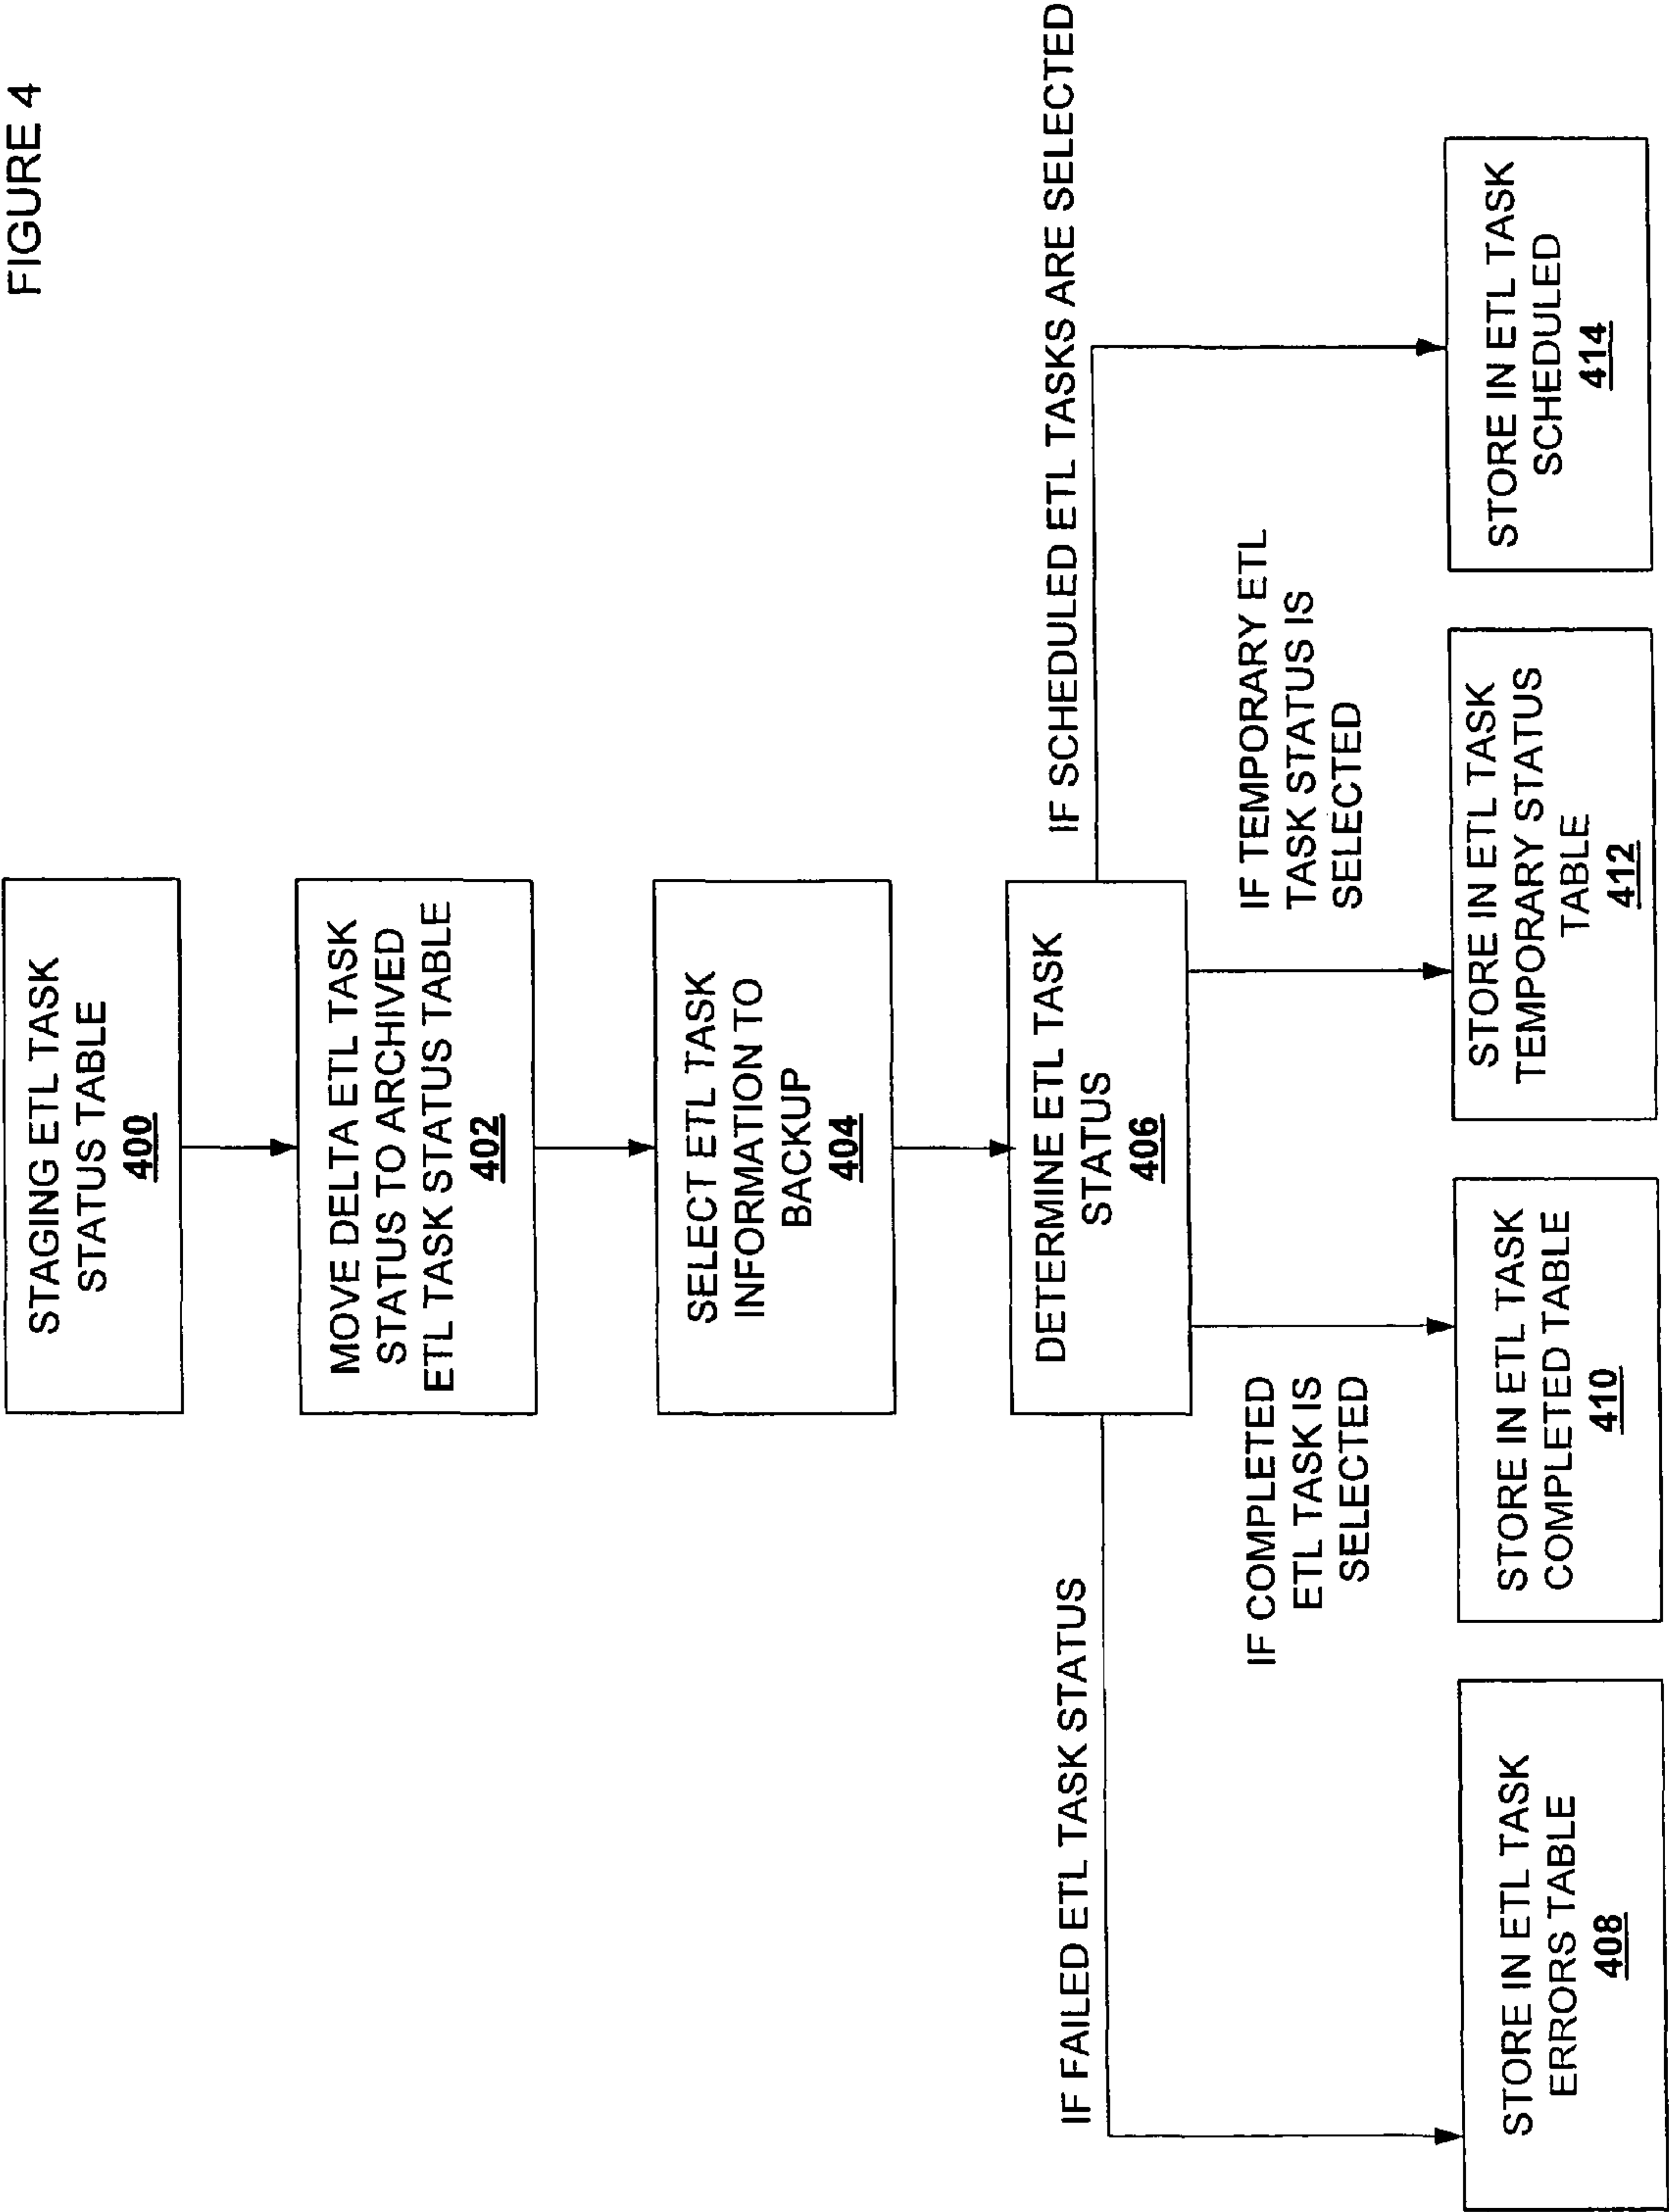 FIGURE 4
STAGING ETL TASK
STATUS TABLE
400
MOVE DELTA ETL TASK
STATUS TO ARCHIVED
ETL TASK STATUS TABLE
402
SELECT ETL TASK
INFORMATION TO
BACKUP
404
DETERMINE ETL TASK
STATUS
406
IF FAILED ETL TASK STATUS
IF COMPLETED
ETL TASK IS
SELECTED
IF TEMPORARY ETL
TASK STATUS IS
SELECTED
IF SCHEDULED ETL TASKS ARE SELECTED
STORE IN ETL TASK
ERRORS TABLE
408
STORE IN ETL TASK
COMPLETED TABLE
410
STORE IN ETL TASK
TEMPORARY STATUS
TABLE
412
STORE IN ETL TASK
SCHEDULED
414